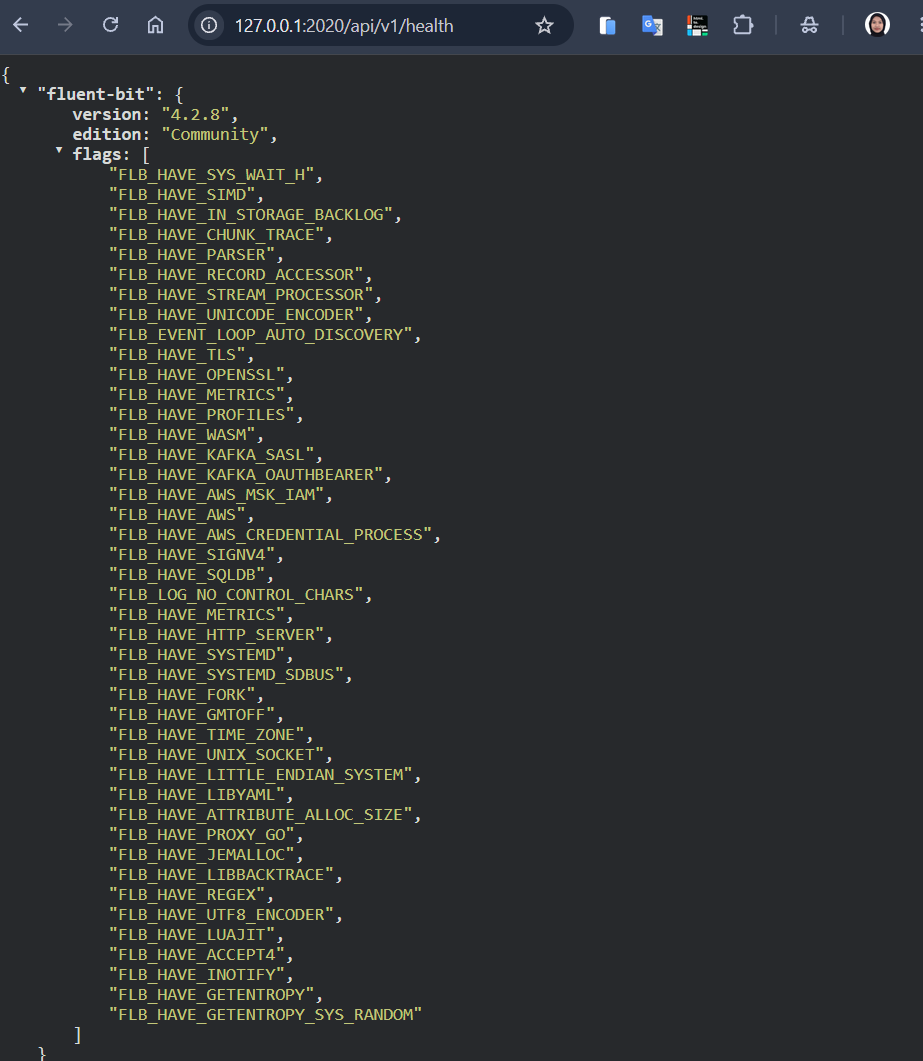 127.0.0.1:2020/api/v1/health
{
"fluent-bit": {
version: "4.2.8",
edition: "Community",
flags: [
"FLB_HAVE_SYS_WAIT_H",
"FLB_HAVE_SIMD",
"FLB_HAVE_IN_STORAGE_BACKLOG",
"FLB_HAVE_CHUNK_TRACE",
"FLB_HAVE_PARSER",
"FLB_HAVE_RECORD_ACCESSOR",
"FLB_HAVE_STREAM_PROCESSOR",
"FLB_HAVE_UNICODE_ENCODER",
"FLB_EVENT_LOOP_AUTO_DISCOVERY",
"FLB_HAVE_TLS",
"FLB_HAVE_OPENSSL",
"FLB_HAVE_METRICS",
"FLB_HAVE_PROFILES",
"FLB_HAVE_WASM",
"FLB_HAVE_KAFKA_SASL",
"FLB_HAVE_KAFKA_OAUTHBEARER",
"FLB_HAVE_AWS_MSK_IAM",
"FLB_HAVE_AWS",
"FLB_HAVE_AWS_CREDENTIAL_PROCESS",
"FLB_HAVE_SIGNV4",
"FLB_HAVE_SQLDB",
"FLB_LOG_NO_CONTROL_CHARS",
"FLB_HAVE_METRICS",
"FLB_HAVE_HTTP_SERVER",
"FLB_HAVE_SYSTEMD",
"FLB_HAVE_SYSTEMD_SDBUS",
"FLB_HAVE_FORK",
"FLB_HAVE_GMTOFF",
"FLB_HAVE_TIME_ZONE",
"FLB_HAVE_UNIX_SOCKET",
"FLB_HAVE_LITTLE_ENDIAN_SYSTEM",
"FLB_HAVE_LIBYAML",
"FLB_HAVE_ATTRIBUTE_ALLOC_SIZE",
"FLB_HAVE_PROXY_GO",
"FLB_HAVE_JEMALLOC",
"FLB_HAVE_LIBBACKTRACE",
"FLB_HAVE_REGEX",
"FLB_HAVE_UTF8_ENCODER",
"FLB_HAVE_LUAJIT",
"FLB_HAVE_ACCEPT4",
"FLB_HAVE_INOTIFY",
"FLB_HAVE_GETENTROPY",
"FLB_HAVE_GETENTROPY_SYS_RANDOM"
]
}